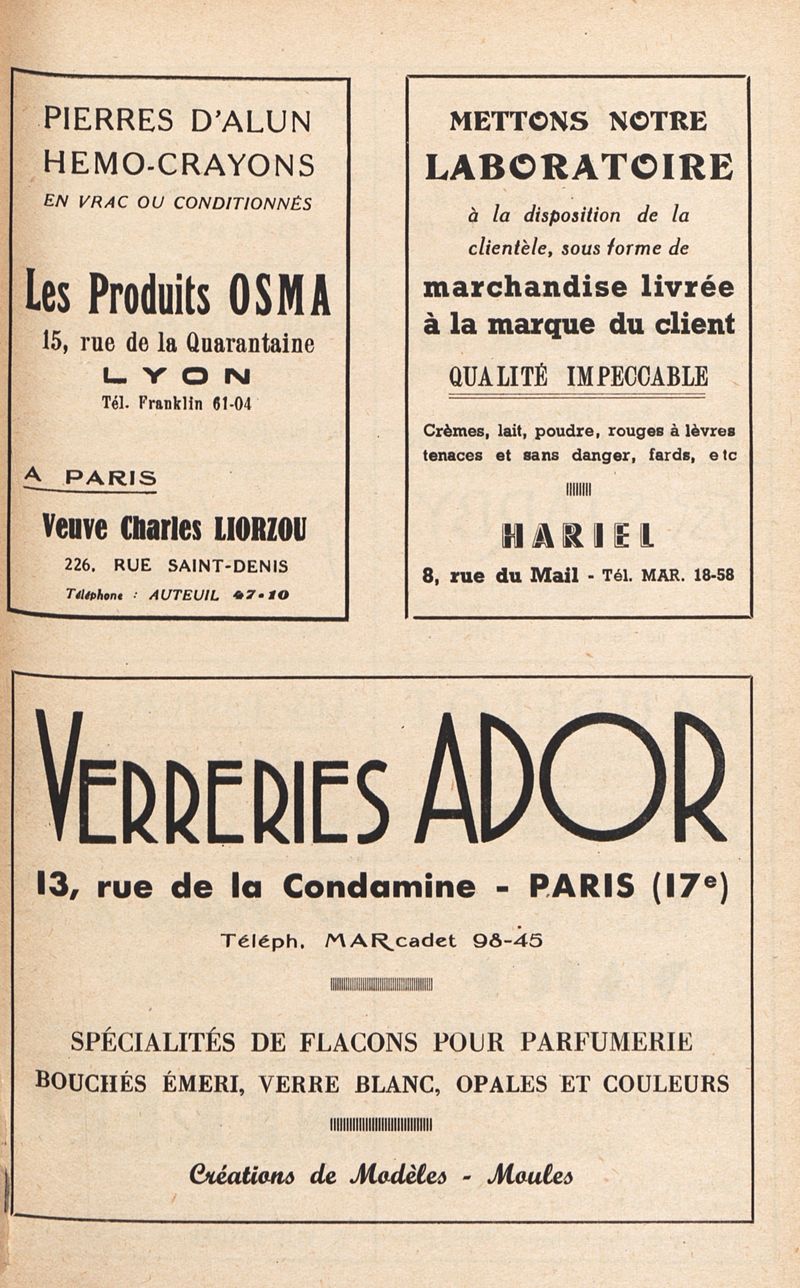 PIERRES D'ALUN
HEMO-CRAYONS
EN VRAC OU CONDITIONNÉS
Les Produits OSMA
15, rue de la Quarantaine
LYON
Tél. Franklin 61-04
A PARIS
Veuve Charles LIORZOU
226, RUE SAINT-DENIS
Téléphone : AUTEUIL 47-10
METTONS NOTRE
LABORATOIRE
à la disposition de la
clientèle, sous forme de
marchandise livrée
à la marque du client
QUALITÉ IMPECCABLE
Crèmes, lait, poudre, rouges à lèvres
tenaces et sans danger, fards, etc
HARIEL
8, rue du Mail - Tél. MAR. 18-58
VERRERIES ADOR
13, rue de la Condamine - PARIS (17e)
Téléph. MARcadet 98-45
SPÉCIALITÉS DE FLACONS POUR PARFUMERIE
BOUCHÉS ÉMERI, VERRE BLANC, OPALES ET COULEURS
Créations de Modèles - Moules